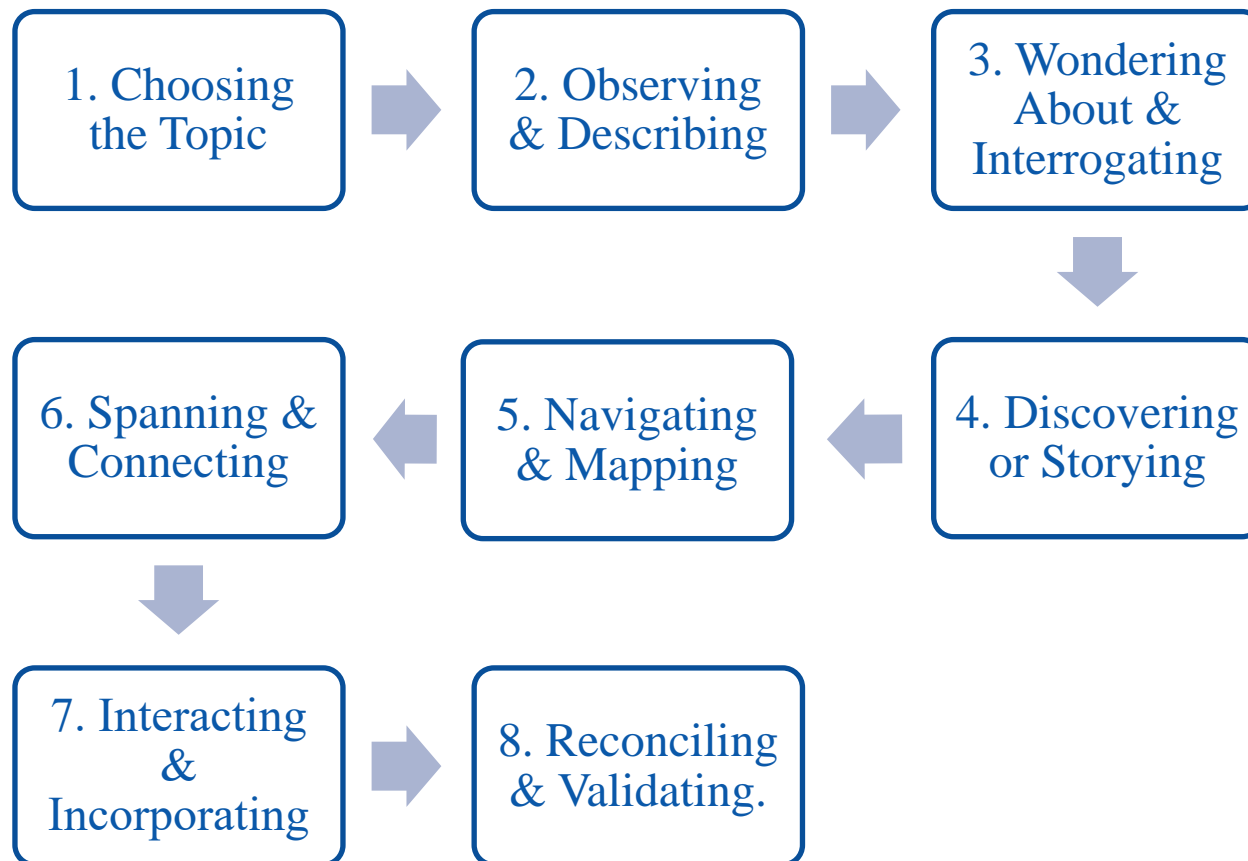 1. Choosing
the Topic
2. Observing
& Describing
3. Wondering
About &
Interrogating
4. Discovering
or Storying
5. Navigating
& Mapping
6. Spanning &
Connecting
7. Interacting
&
Incorporating
8. Reconciling
& Validating.